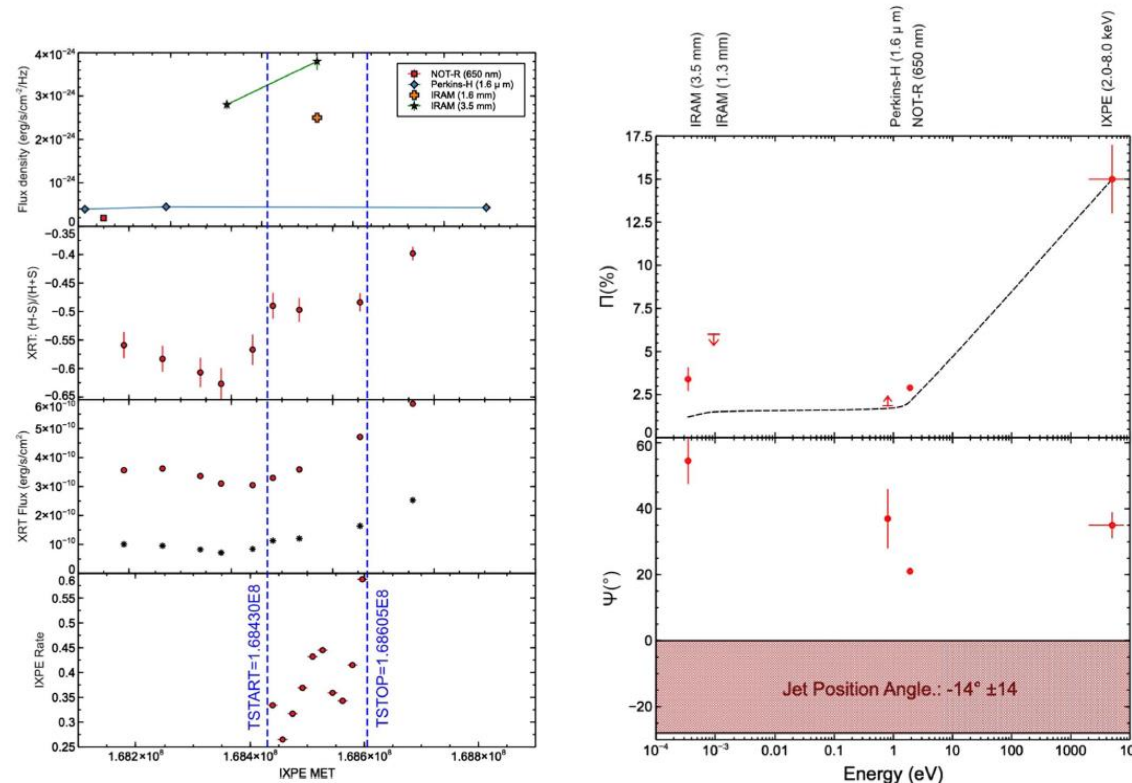 4×10⁻²⁴
3×10⁻²⁴
2×10⁻²⁴
10⁻²⁴
0
Flux density (erg/s/cm⁻²/Hz)
NOT-R (650 nm)
Perkins-H (1.6 µ m)
IRAM (1.6 mm)
IRAM (3.5 mm)
−0.35
−0.4
−0.45
−0.5
−0.55
−0.6
−0.65
XRT: (H-S)/(H+S)
6×10⁻¹⁰
5×10⁻¹⁰
4×10⁻¹⁰
3×10⁻¹⁰
2×10⁻¹⁰
10⁻¹⁰
0
XRT Flux (erg/s/cm²)
0.6
0.55
0.5
0.45
0.4
0.35
0.3
0.25
IXPE Rate
TSTART=1.68430E8
TSTOP=1.68605E8
1.682×10⁸
1.684×10⁸
1.686×10⁸
1.688×10⁸
IXPE MET
IRAM (3.5 mm)
IRAM (1.3 mm)
Perkins-H (1.6 µ m)
NOT-R (650 nm)
IXPE (2.0-8.0 keV)
17.5
15
12.5
10
7.5
5
2.5
0
Π(%)
60
40
20
0
−20
Ψ(°)
Jet Position Angle.: -14° ±14
10⁻⁴
10⁻³
0.01
0.1
1
10
100
1000
10⁴
Energy (eV)